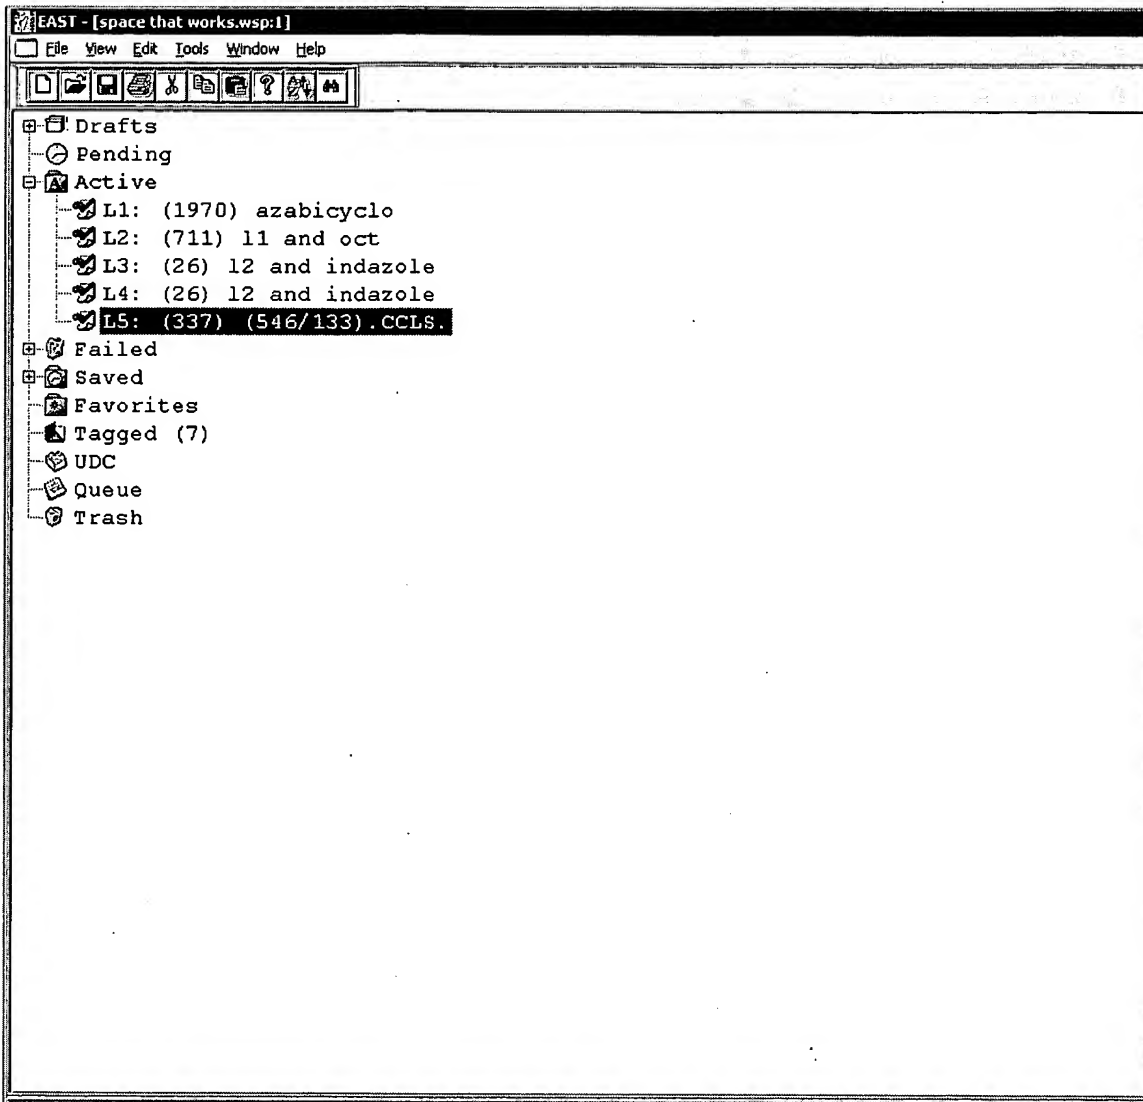 EAST - [space that works.wsp:1]
File View Edit Tools Window Help
Drafts
Pending
Active
L1: (1970) azabicyclo
L2: (711) l1 and oct
L3: (26) l2 and indazole
L4: (26) l2 and indazole
L5: (337) (546/133).CCLS.
Failed
Saved
Favorites
Tagged (7)
UDC
Queue
Trash